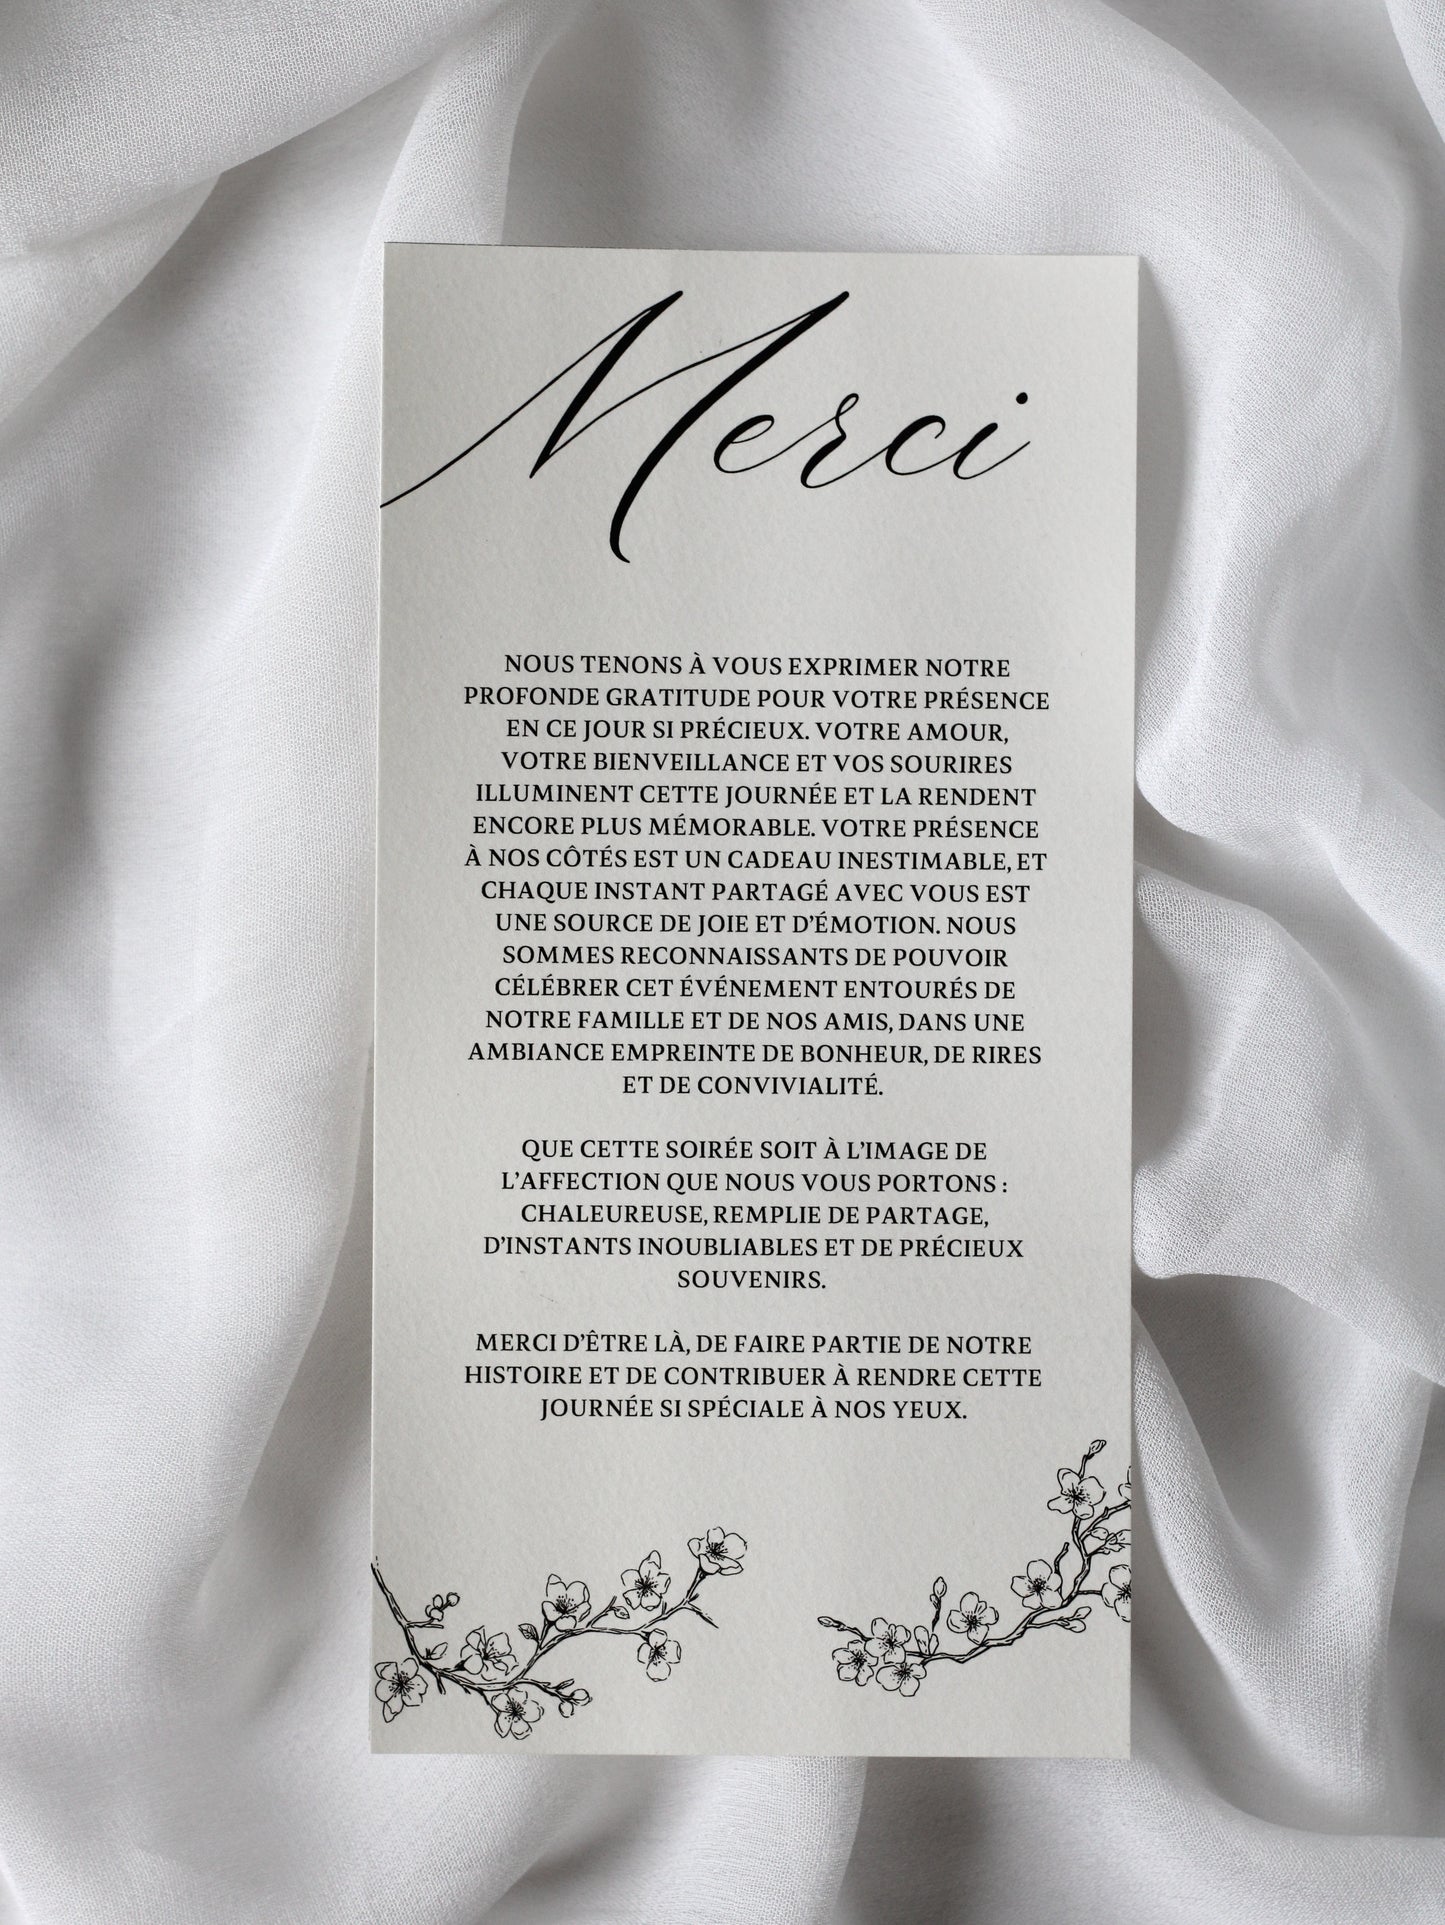 Merci
NOUS TENONS À VOUS EXPRIMER NOTRE
PROFONDE GRATITUDE POUR VOTRE PRÉSENCE
EN CE JOUR SI PRÉCIEUX. VOTRE AMOUR,
VOTRE BIENVEILLANCE ET VOS SOURIRES
ILLUMINENT CETTE JOURNÉE ET LA RENDENT
ENCORE PLUS MÉMORABLE. VOTRE PRÉSENCE
À NOS CÔTÉS EST UN CADEAU INESTIMABLE, ET
CHAQUE INSTANT PARTAGÉ AVEC VOUS EST
UNE SOURCE DE JOIE ET D'ÉMOTION. NOUS
SOMMES RECONNAISSANTS DE POUVOIR
CÉLÉBRER CET ÉVÉNEMENT ENTOURÉS DE
NOTRE FAMILLE ET DE NOS AMIS, DANS UNE
AMBIANCE EMPREINTE DE BONHEUR, DE RIRES
ET DE CONVIVIALITÉ.
QUE CETTE SOIRÉE SOIT À L'IMAGE DE
L'AFFECTION QUE NOUS VOUS PORTONS :
CHALEUREUSE, REMPLIE DE PARTAGE,
D'INSTANTS INOUBLIABLES ET DE PRÉCIEUX
SOUVENIRS.
MERCI D'ÊTRE LÀ, DE FAIRE PARTIE DE NOTRE
HISTOIRE ET DE CONTRIBUER À RENDRE CETTE
JOURNÉE SI SPÉCIALE À NOS YEUX.